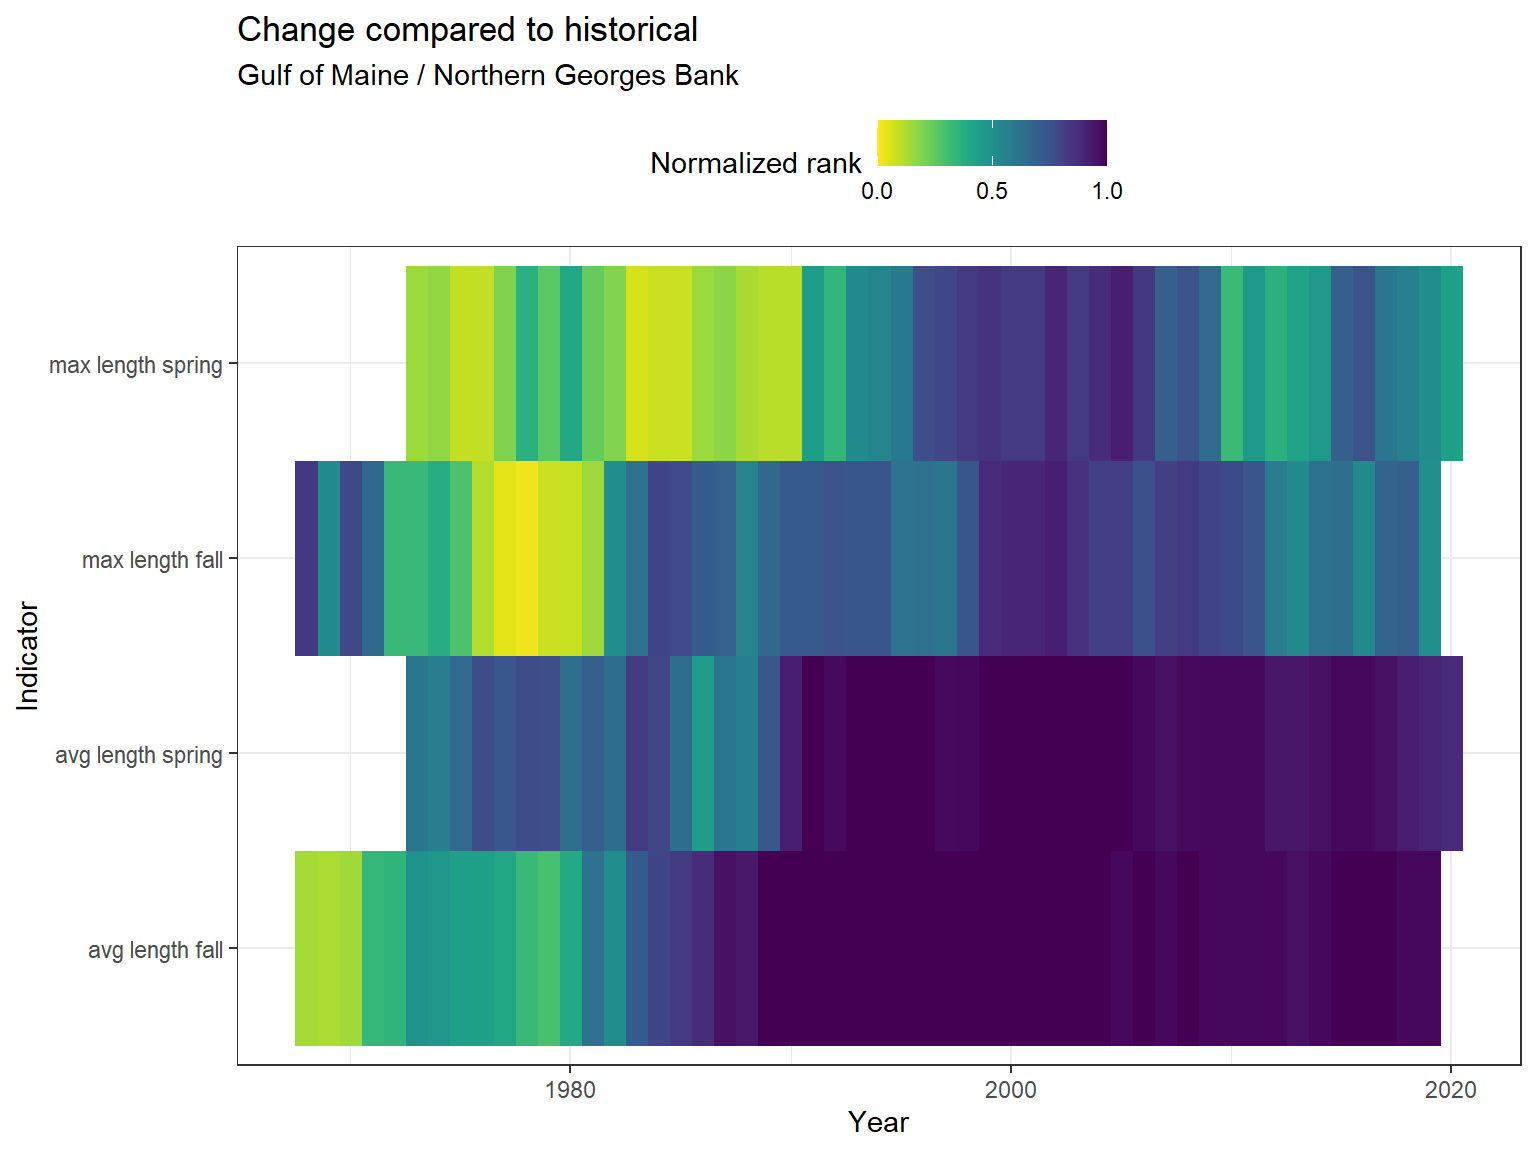 Change compared to historical
Gulf of Maine / Northern Georges Bank
Normalized rank
0.0 0.5 1.0
max length spring
max length fall
avg length spring
avg length fall
Indicator
1980 2000 2020
Year